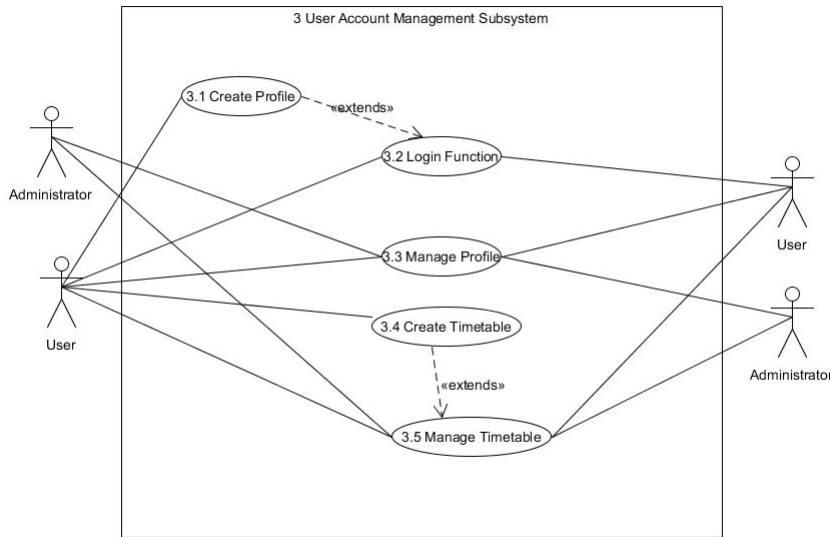 3 User Account Management Subsystem
3.1 Create Profile
«extends»
3.2 Login Function
Administrator
User
3.3 Manage Profile
3.4 Create Timetable
User
Administrator
«extends»
3.5 Manage Timetable